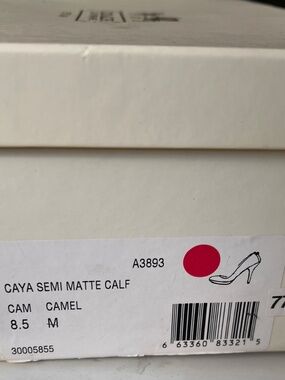 A3893
CAYA SEMI MATTE CALF
CAM CAMEL
8.5 M
30005855
6 63360 83321 5